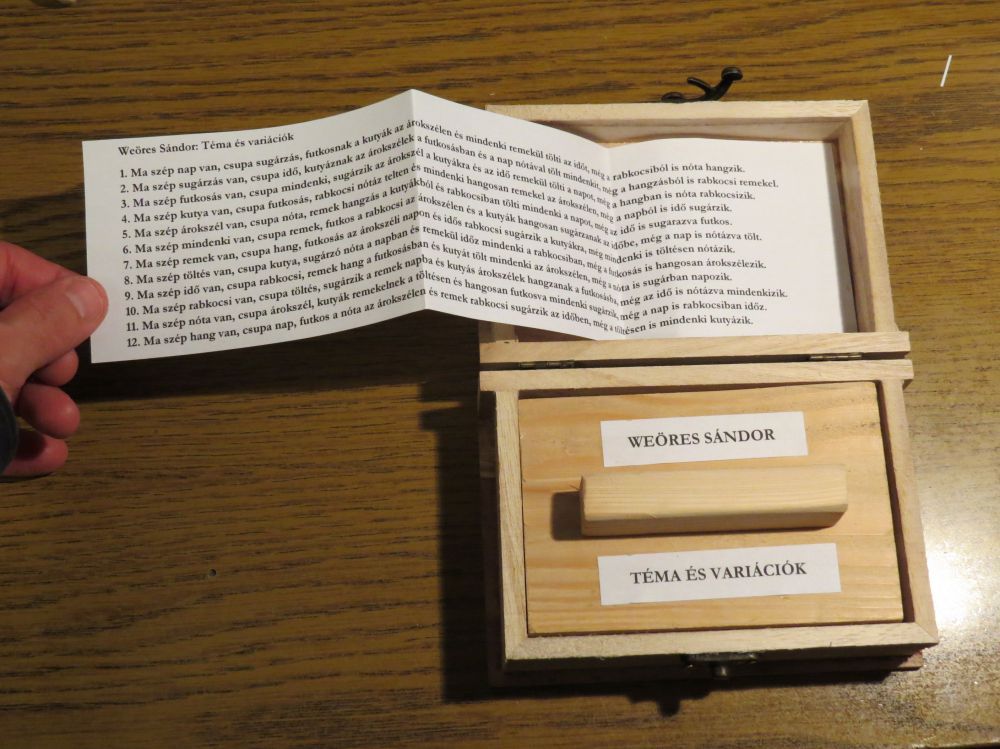 Weöres Sándor: Téma és variációk
1. Ma szép nap van, csupa sugárzás, futkosnak a kutyák az árokszélen és mindenki remekül tölti az időt, még a rabkocsiból is nóta hangzik.
2. Ma szép sugárzás van, csupa idő, kutyáznak az árokszélek a futkosásban és a nap nótával tölt mindenkit, még a hangzásból is rabkocsi remekel.
3. Ma szép futkosás van, csupa mindenki, sugárzik az árokszél a kutyákra és az idő remekül tölti a napot, még a hangban is nóta rabkocsizik.
4. Ma szép kutya van, csupa futkosás, rabkocsi nótáz telten és mindenki hangosan remekel az árokszélen, még a napból is idő sugárzik.
5. Ma szép árokszél van, csupa nóta, remek hangzás a kutyákból és rabkocsiban tölti mindenki a napot, még az idő is sugarazva futkos.
6. Ma szép mindenki van, csupa remek, futkos a rabkocsi az árokszélen és a kutyák hangosan sugárzanak az időbe, még a nap is nótázva tölt.
7. Ma szép remek van, csupa hang, futkosás az árokszéli napon és idős rabkocsi sugárzik a kutyákra, még mindenki is töltésen nótázik.
8. Ma szép töltés van, csupa kutya, sugárzó nóta a napban és remekül időz mindenki a rabkocsiban, még a futkosás is hangosan árokszélezik.
9. Ma szép idő van, csupa rabkocsi, remek hang a futkosásban és kutyát tölt mindenki az árokszélen, még a nóta is sugárban napozik.
10. Ma szép rabkocsi van, csupa töltés, sugárzik a remek napba és kutyás árokszélek hangzanak a futkosásba, még az idő is nótázva mindenkizik.
11. Ma szép nóta van, csupa árokszél, kutyák remekelnek a töltésen és hangosan futkosva mindenki sugárzik, még a nap is rabkocsiban időz.
12. Ma szép hang van, csupa nap, futkos a nóta az árokszélen és remek rabkocsi sugárzik az időben, még a töltésen is mindenki kutyázik.
WEÖRES SÁNDOR
TÉMA ÉS VARIÁCIÓK